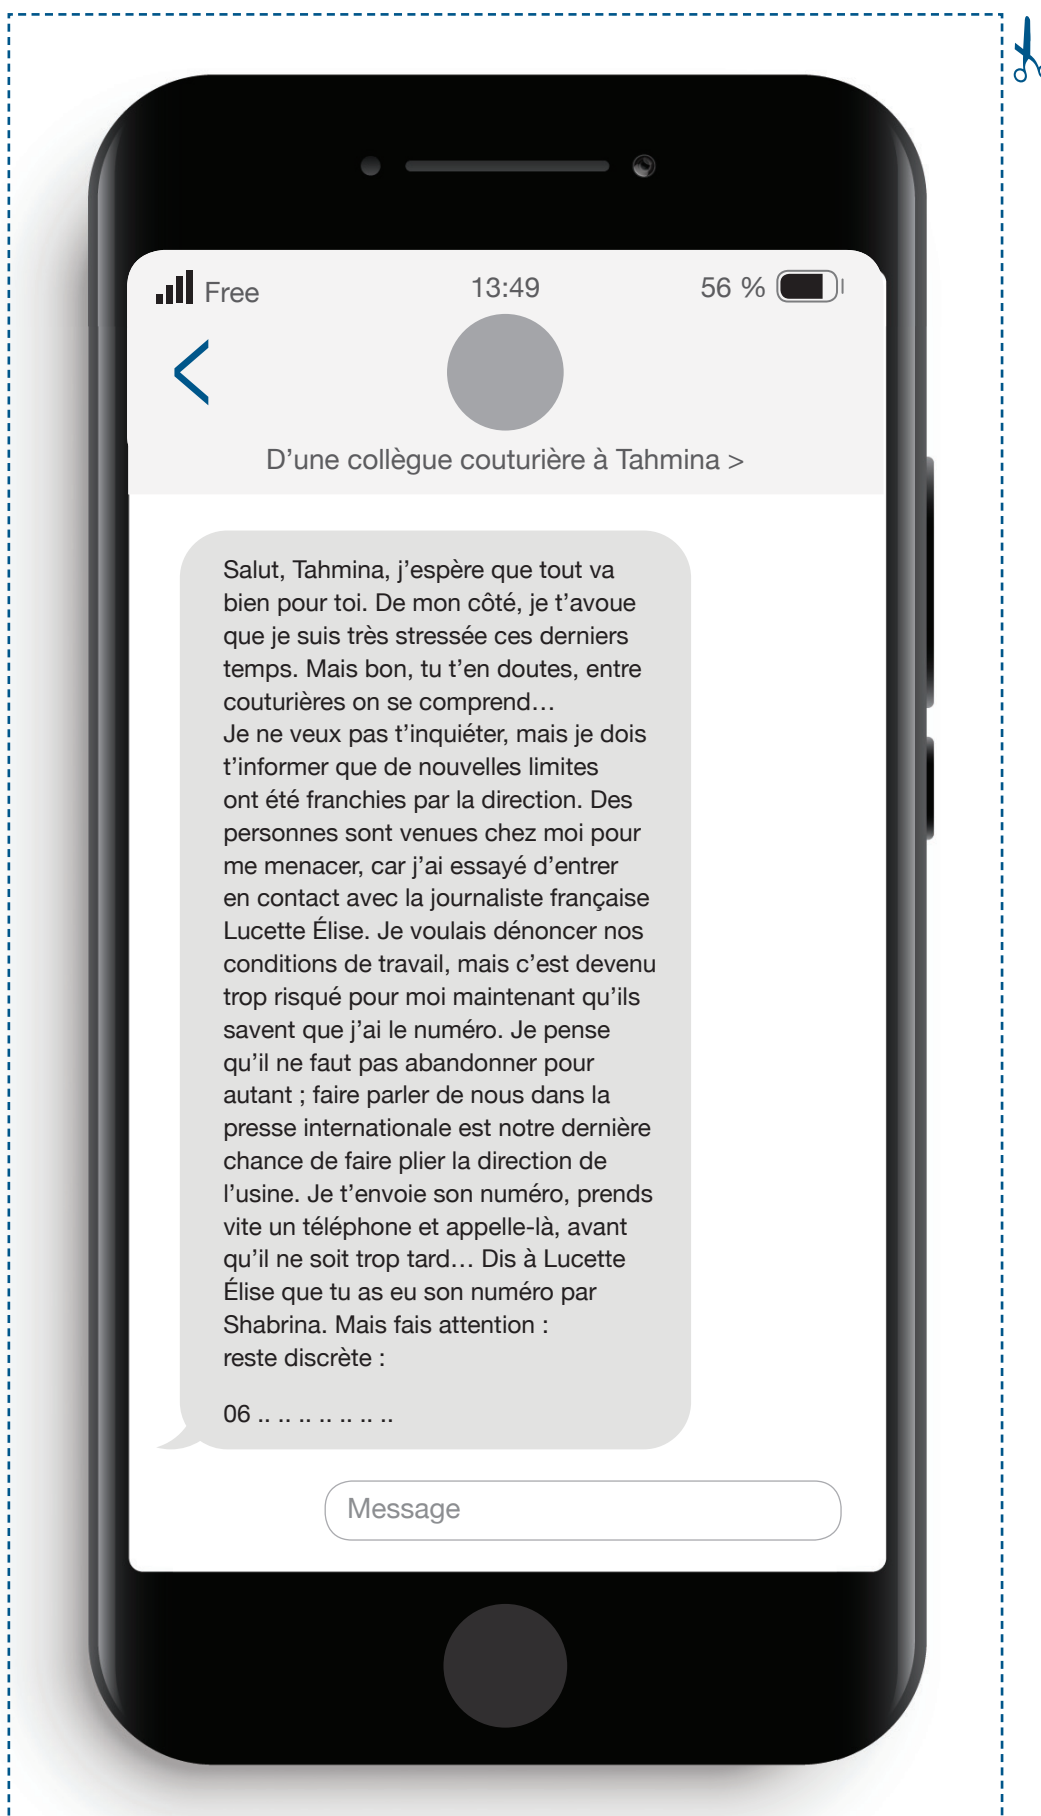 Free
13:49
56 %
D’une collègue couturière à Tahmina >
Salut, Tahmina, j’espère que tout va
bien pour toi. De mon côté, je t’avoue
que je suis très stressée ces derniers
temps. Mais bon, tu t’en doutes, entre
couturières on se comprend…
Je ne veux pas t’inquiéter, mais je dois
t’informer que de nouvelles limites
ont été franchies par la direction. Des
personnes sont venues chez moi pour
me menacer, car j’ai essayé d’entrer
en contact avec la journaliste française
Lucette Élise. Je voulais dénoncer nos
conditions de travail, mais c’est devenu
trop risqué pour moi maintenant qu’ils
savent que j’ai le numéro. Je pense
qu’il ne faut pas abandonner pour
autant ; faire parler de nous dans la
presse internationale est notre dernière
chance de faire plier la direction de
l’usine. Je t’envoie son numéro, prends
vite un téléphone et appelle-là, avant
qu’il ne soit trop tard… Dis à Lucette
Élise que tu as eu son numéro par
Shabrina. Mais fais attention :
reste discrète :
06 .. .. .. .. .. .. ..
Message